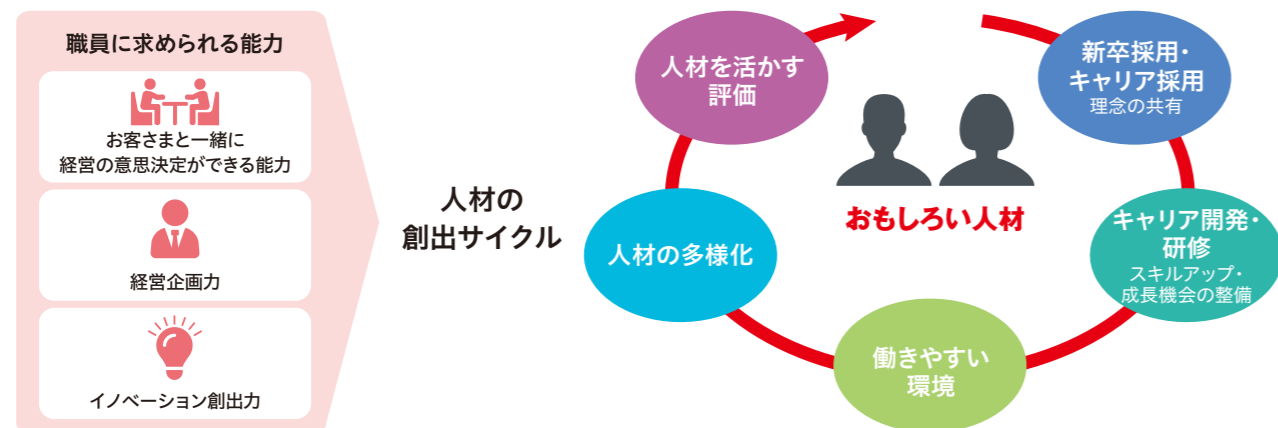 職員に求められる能力
お客さまと一緒に
経営の意思決定ができる能力
経営企画力
イノベーション創出力
人材の
創出サイクル
新卒採用・
キャリア採用
理念の共有
キャリア開発・
研修
スキルアップ・
成長機会の整備
働きやすい
環境
人材の多様化
人材を活かす
評価
おもしろい人材